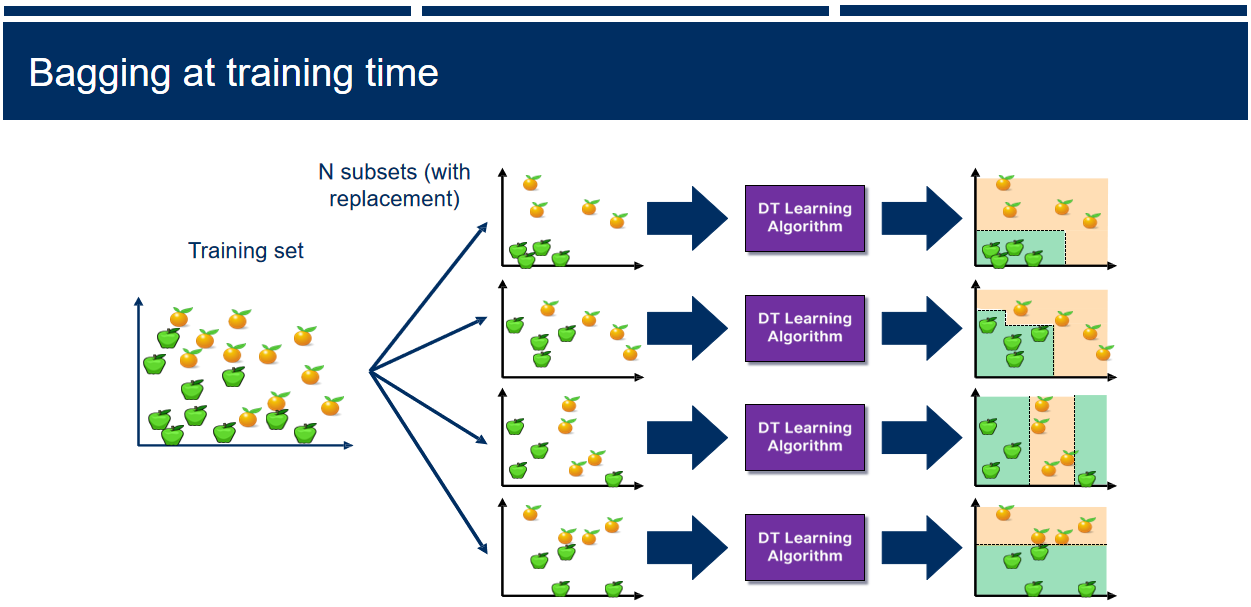 Bagging at training time
N subsets (with
replacement)
Training set
DT Learning
Algorithm
DT Learning
Algorithm
DT Learning
Algorithm
DT Learning
Algorithm